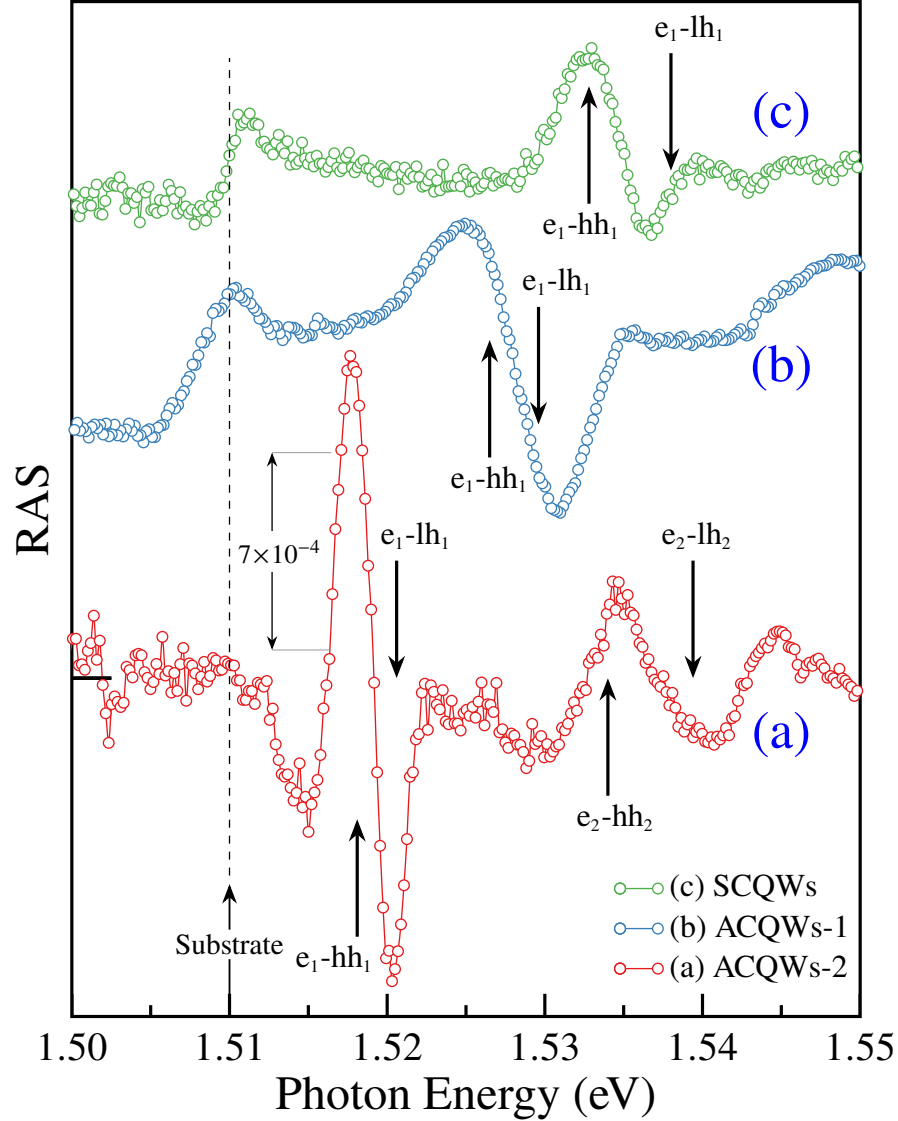 e₁-lh₁
(c)
e₁-hh₁
e₁-lh₁
(b)
e₁-hh₁
e₁-lh₁
e₂-lh₂
7×10⁻⁴
RAS
(a)
e₂-hh₂
e₁-hh₁
Substrate
(c) SCQWs
(b) ACQWs-1
(a) ACQWs-2
1.50 1.51 1.52 1.53 1.54 1.55
Photon Energy (eV)